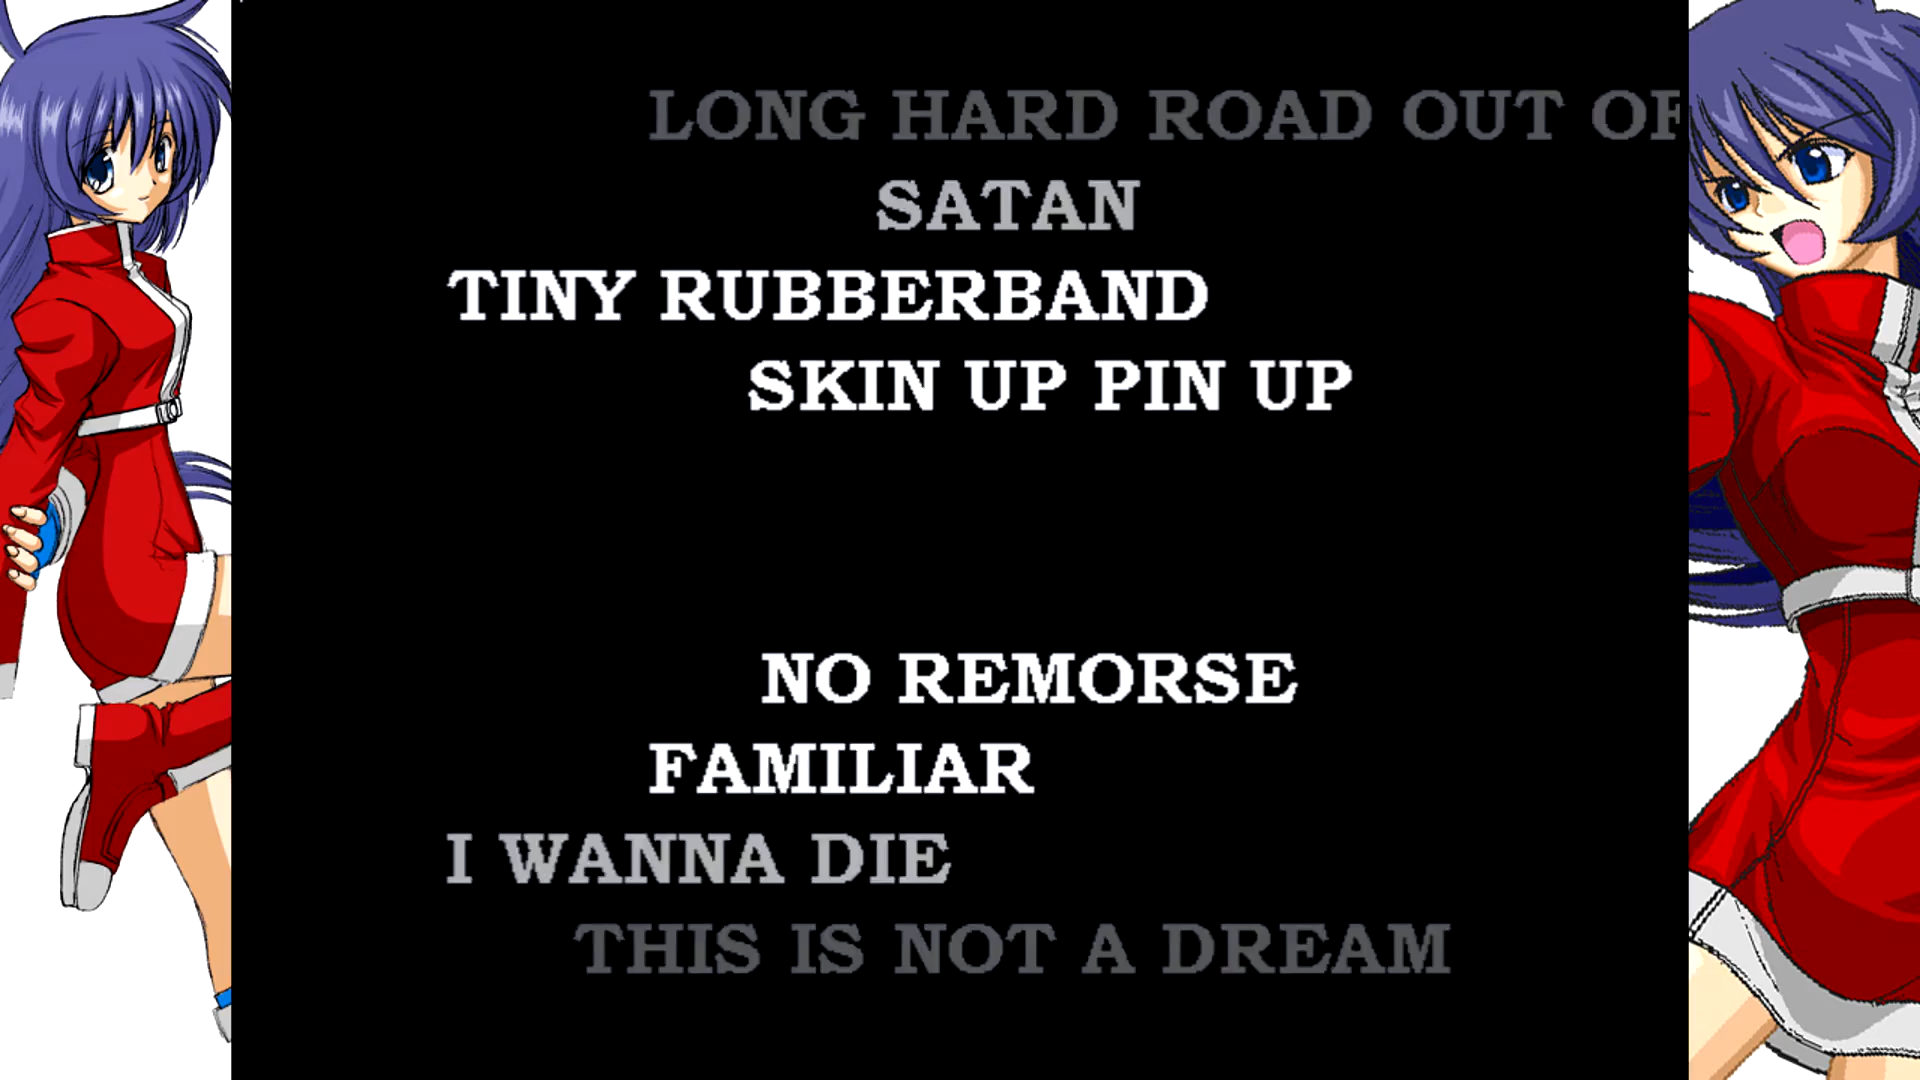 LONG HARD ROAD OUT OF
SATAN
TINY RUBBERBAND
SKIN UP PIN UP
NO REMORSE
FAMILIAR
I WANNA DIE
THIS IS NOT A DREAM